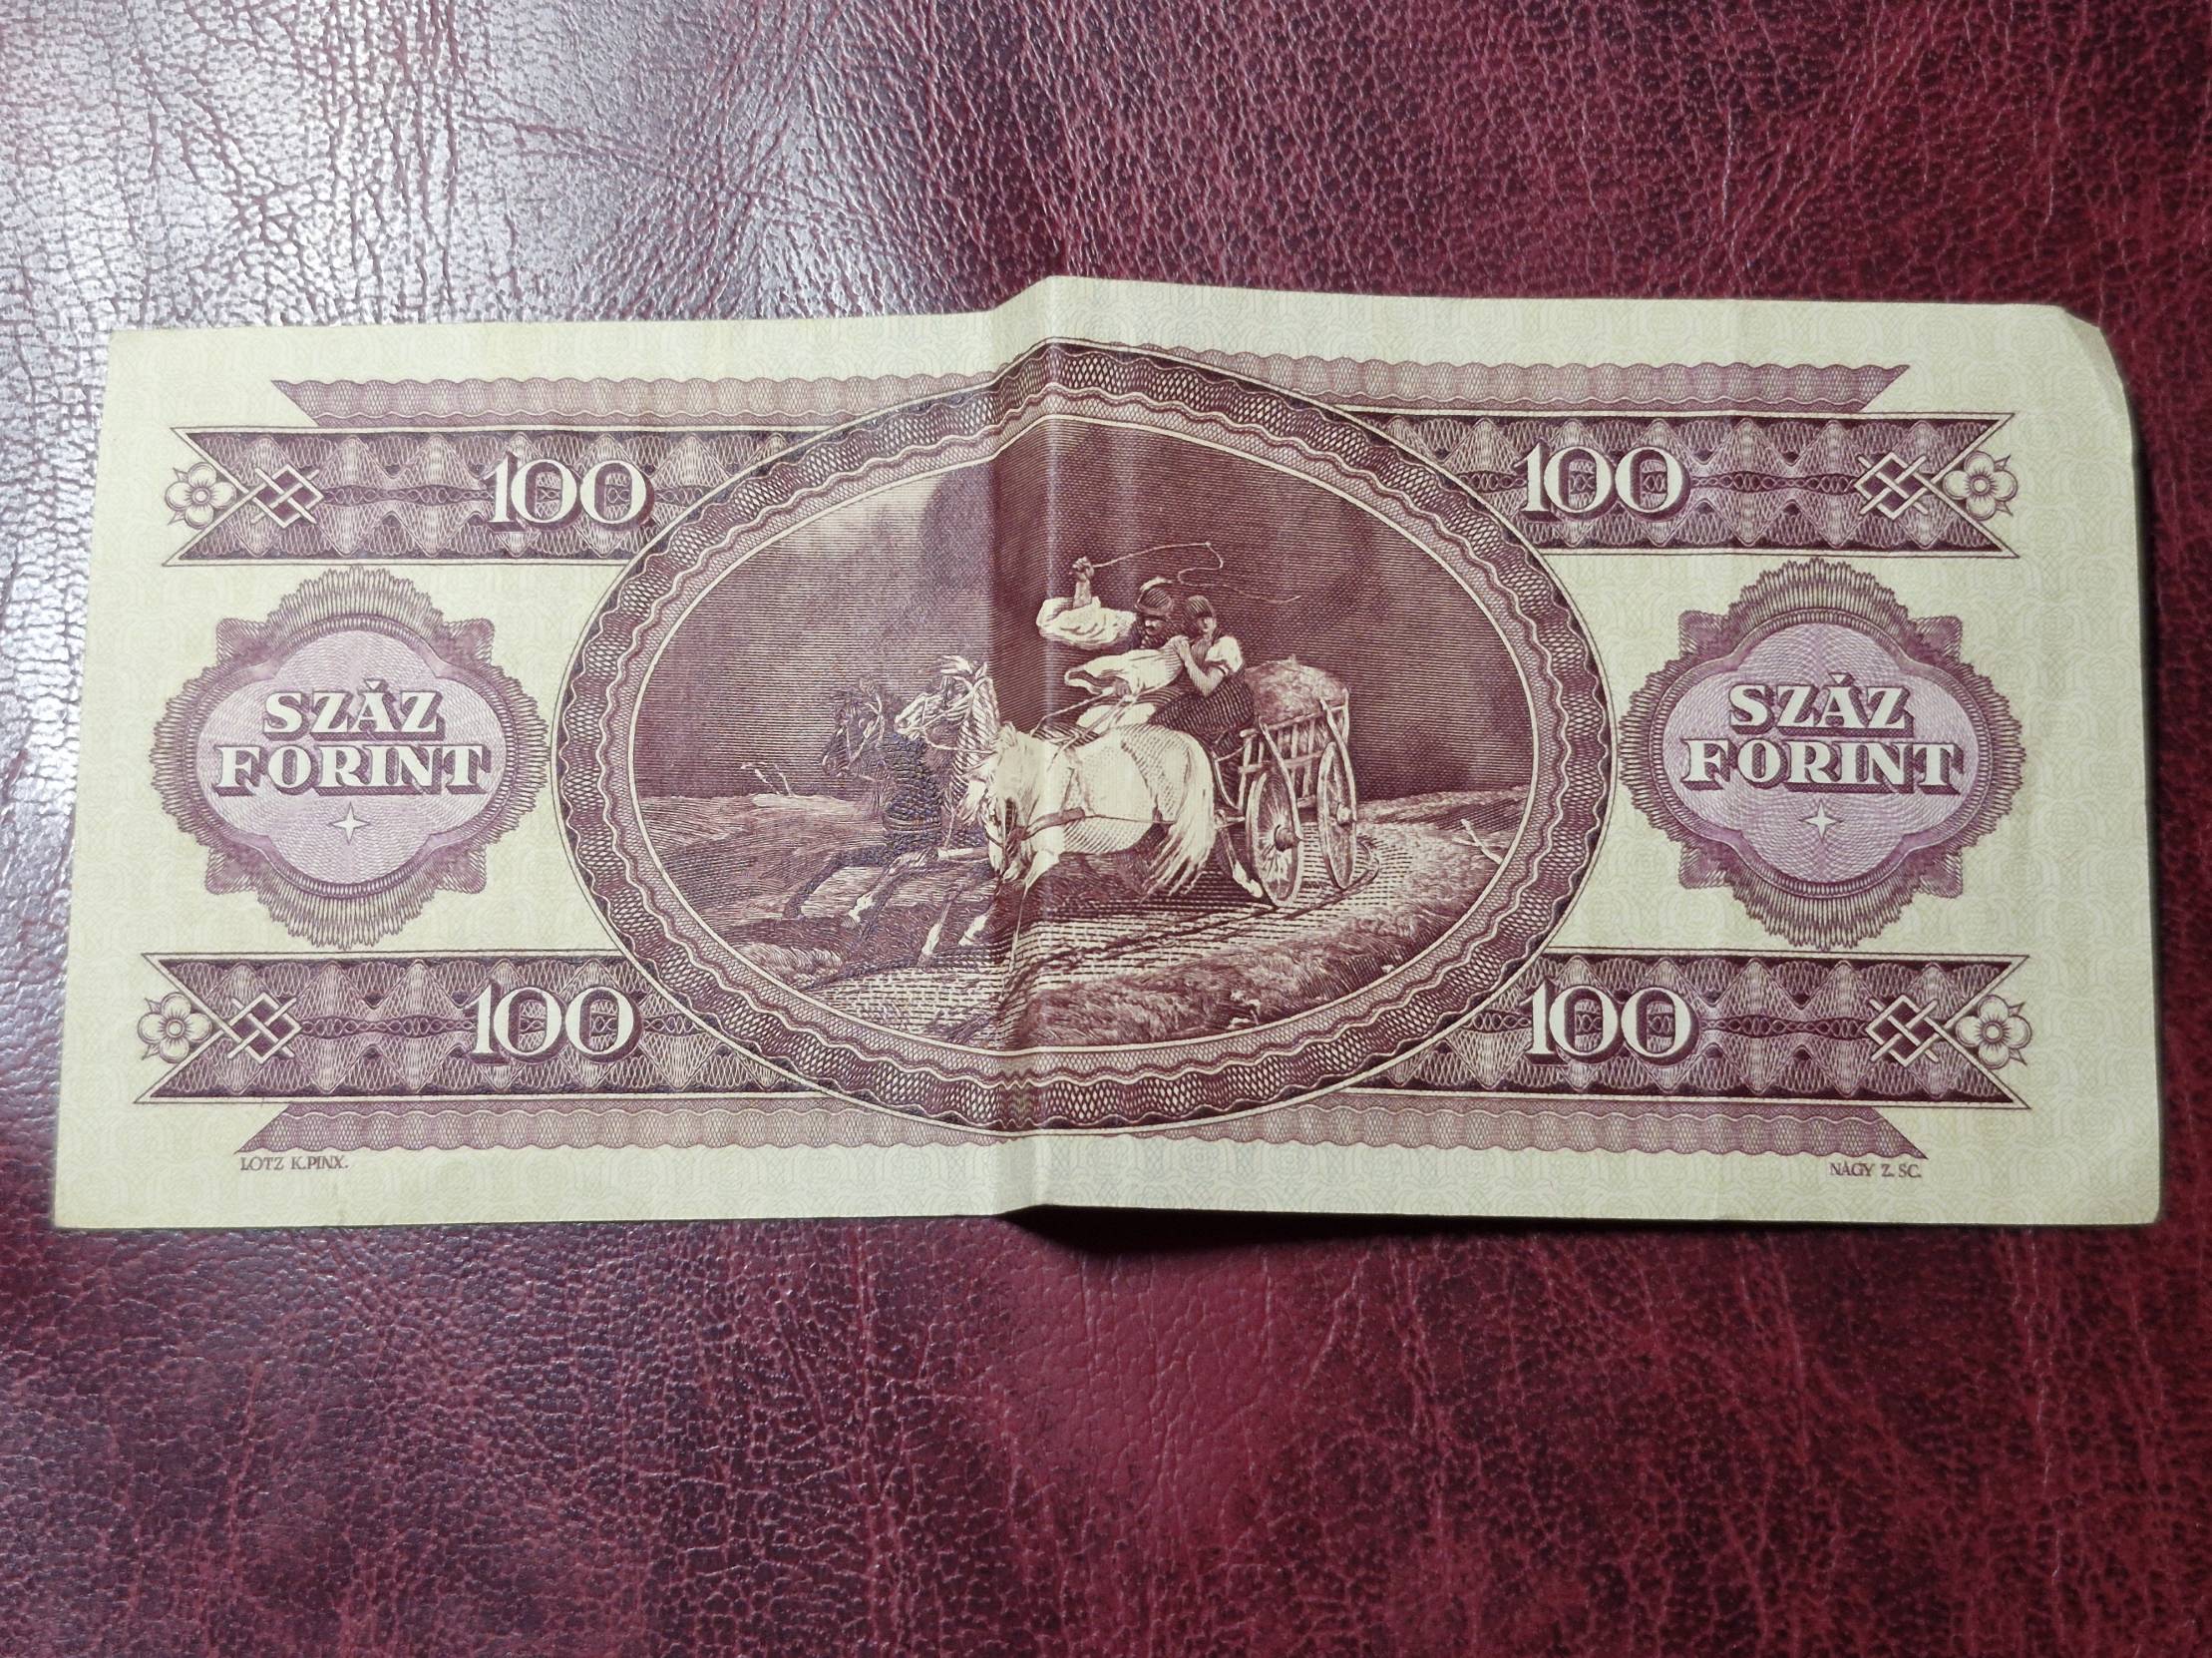 100
100
SZÁZ
FORINT
SZÁZ
FORINT
100
100
LOTZ K.PINX.
NAGY Z. SC.